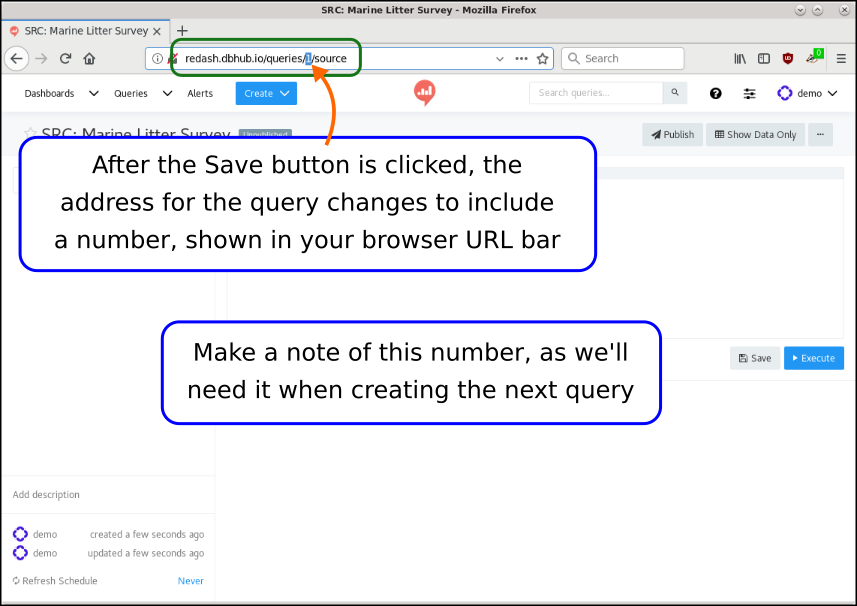 SRC: Marine Litter Survey - Mozilla Firefox
SRC: Marine Litter Survey
redash.dbhub.io/queries/1/source
Search
0
Dashboards Queries Alerts Create Search queries... demo
SRC: Marine Litter Survey Unpublished Publish Show Data Only
After the Save button is clicked, the
address for the query changes to include
a number, shown in your browser URL bar
Make a note of this number, as we'll
need it when creating the next query
Save Execute
Add description
demo created a few seconds ago
demo updated a few seconds ago
Refresh Schedule Never